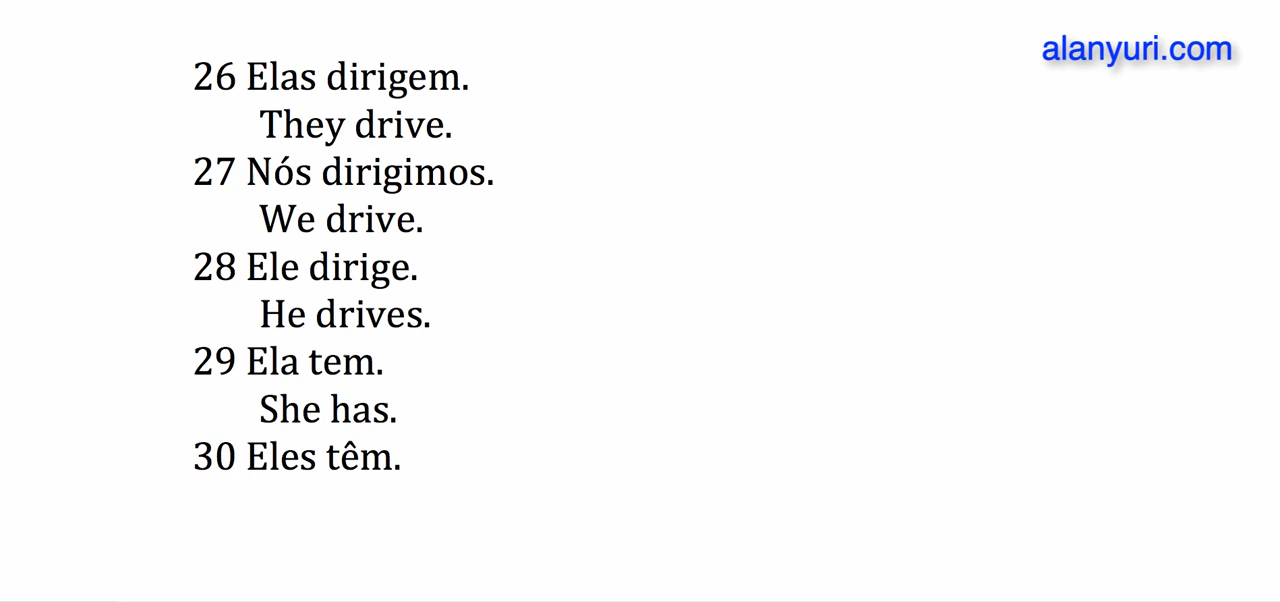 alanyuri.com
26 Elas dirigem.
They drive.
27 Nós dirigimos.
We drive.
28 Ele dirige.
He drives.
29 Ela tem.
She has.
30 Eles têm.